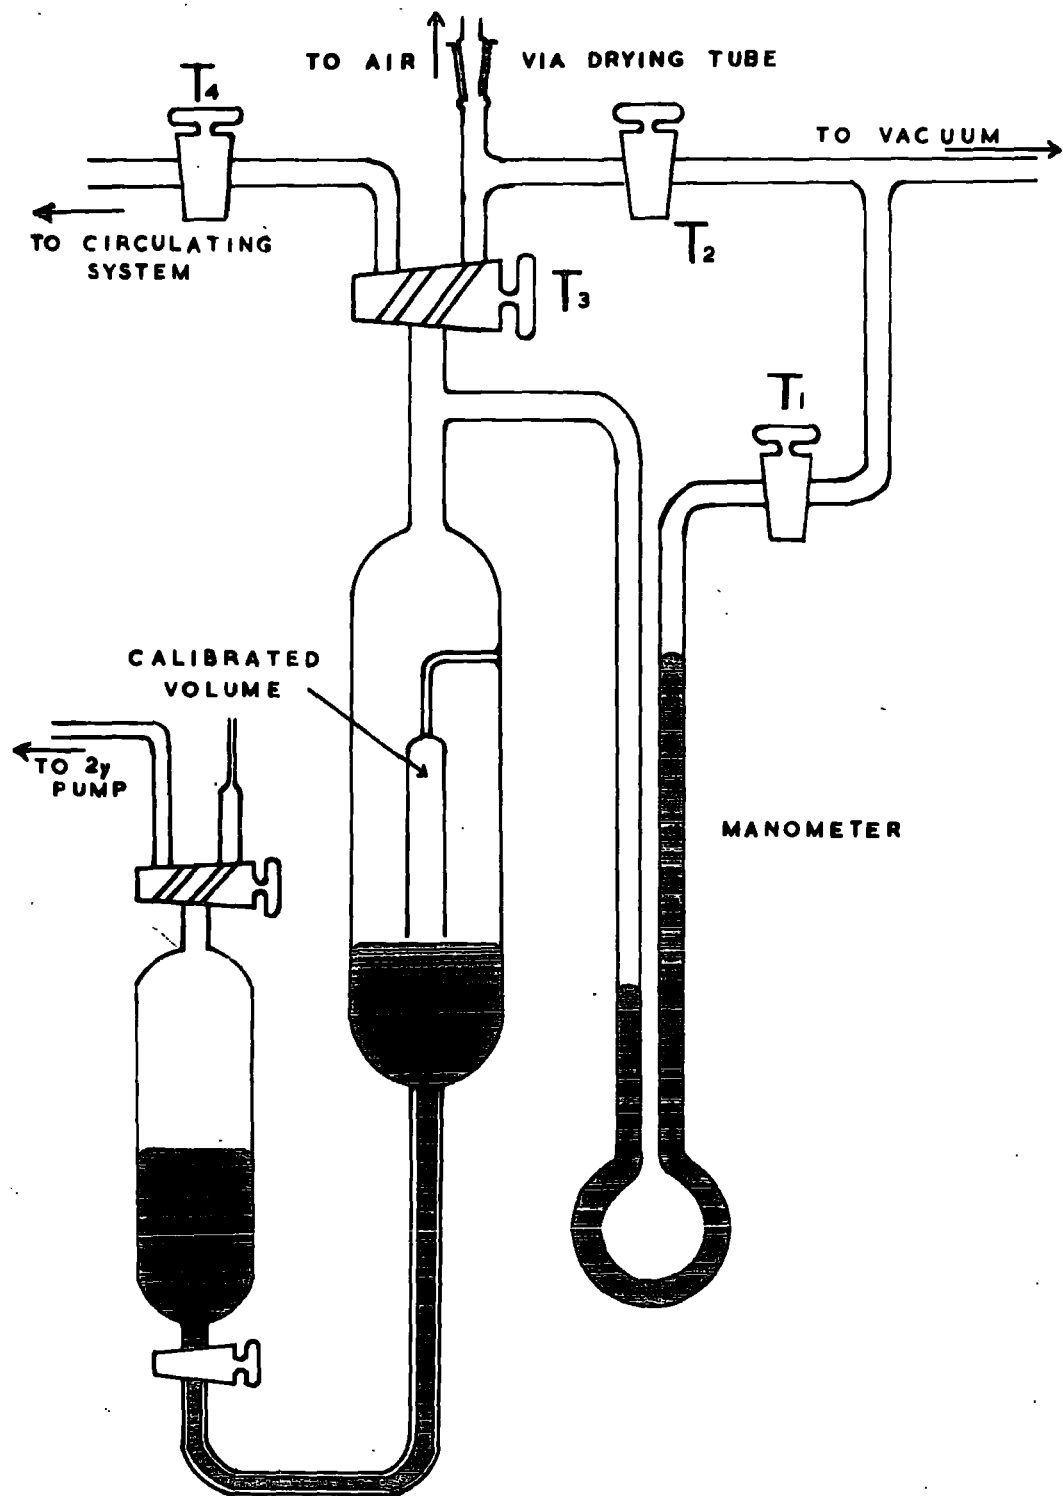 TO AIR VIA DRYING TUBE
T4
TO VACUUM
TO CIRCULATING
SYSTEM
T2
T3
T1
CALIBRATED
VOLUME
TO 2y
PUMP
MANOMETER